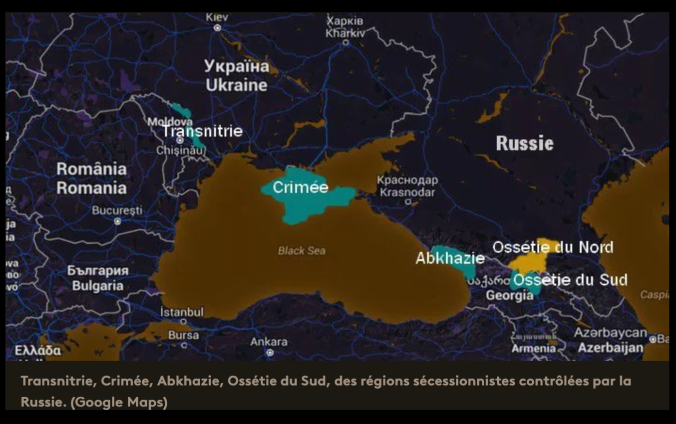 Kiev
Харків
Kharkiv
Україна
Ukraine
Moldova
Transnitrie
Chișinău
Russie
România
Romania
Crimée
Краснодар
Krasnodar
București
Black Sea
Abkhazie
Ossétie du Nord
Ossétie du Sud
Georgia
България
Bulgaria
İstanbul
Bursa
Ankara
Armenia
Azərbaycan
Azerbaijan
Ελλάδα
Transnitrie, Crimée, Abkhazie, Ossétie du Sud, des régions sécessionnistes contrôlées par la
Russie. (Google Maps)